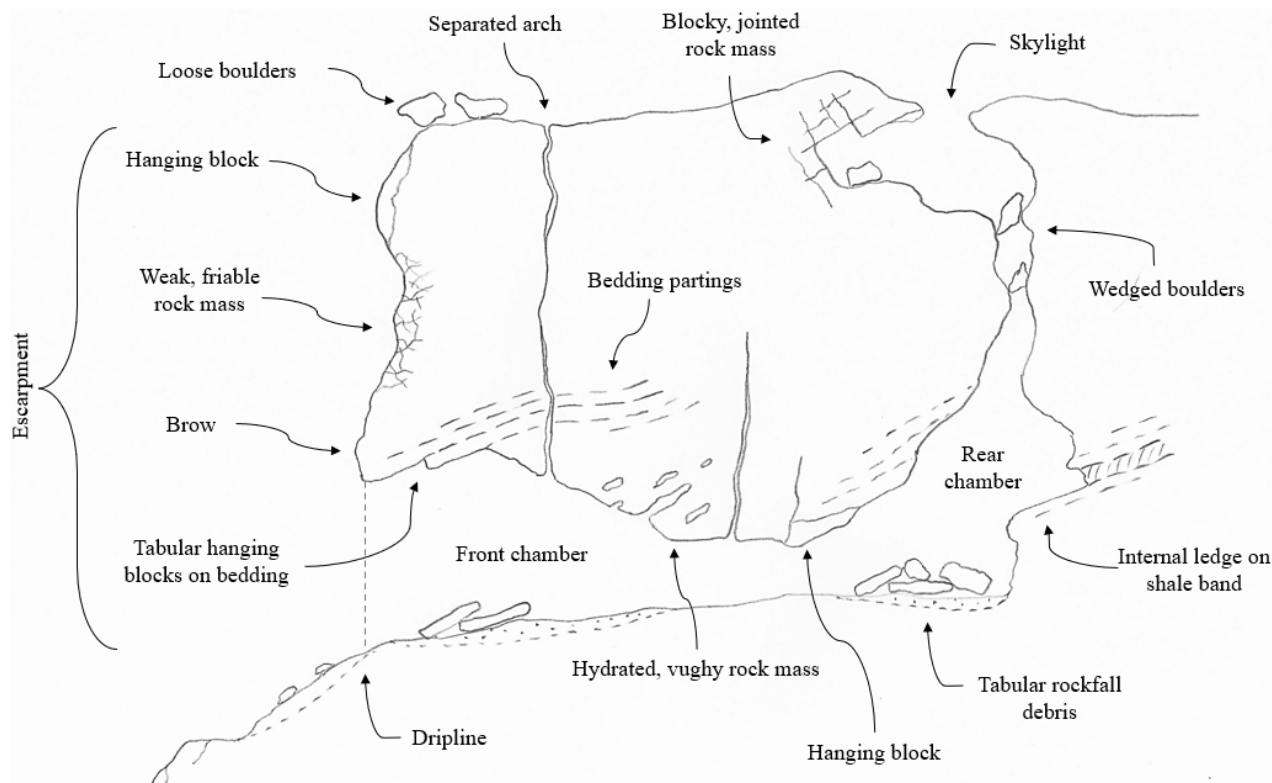 Separated arch
Blocky, jointed
rock mass
Skylight
Loose boulders
Hanging block
Weak, friable
rock mass
Bedding partings
Wedged boulders
Escarpment
Brow
Rear
chamber
Tabular hanging
blocks on bedding
Front chamber
Internal ledge on
shale band
Hydrated, vughy rock mass
Tabular rockfall
debris
Dripline
Hanging block